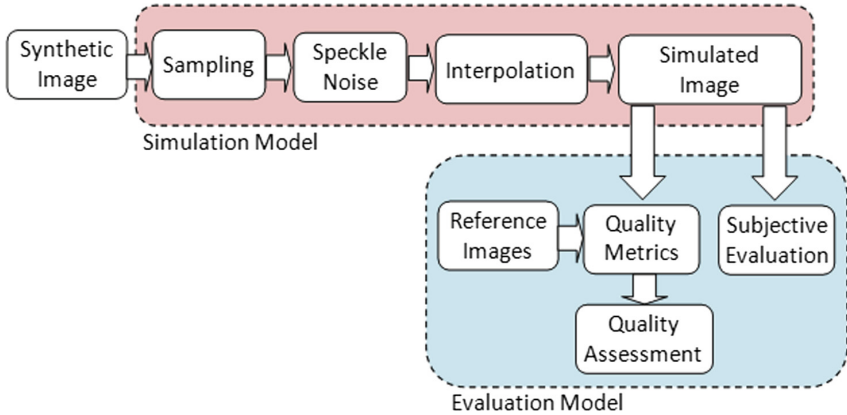 Synthetic
Image
Sampling
Speckle
Noise
Interpolation
Simulated
Image
Simulation Model
Reference
Images
Quality
Metrics
Subjective
Evaluation
Quality
Assessment
Evaluation Model